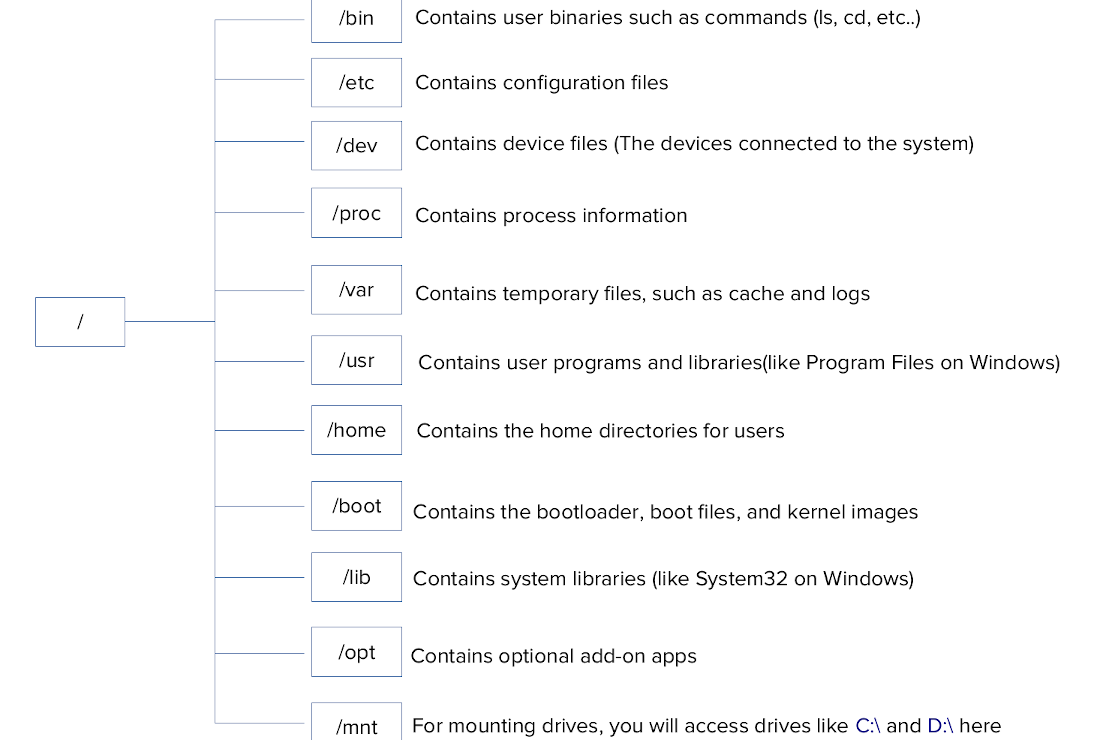 /bin Contains user binaries such as commands (ls, cd, etc..)
/etc Contains configuration files
/dev Contains device files (The devices connected to the system)
/proc Contains process information
/var Contains temporary files, such as cache and logs
/
/usr Contains user programs and libraries(like Program Files on Windows)
/home Contains the home directories for users
/boot Contains the bootloader, boot files, and kernel images
/lib Contains system libraries (like System32 on Windows)
/opt Contains optional add-on apps
/mnt For mounting drives, you will access drives like C:\ and D:\ here